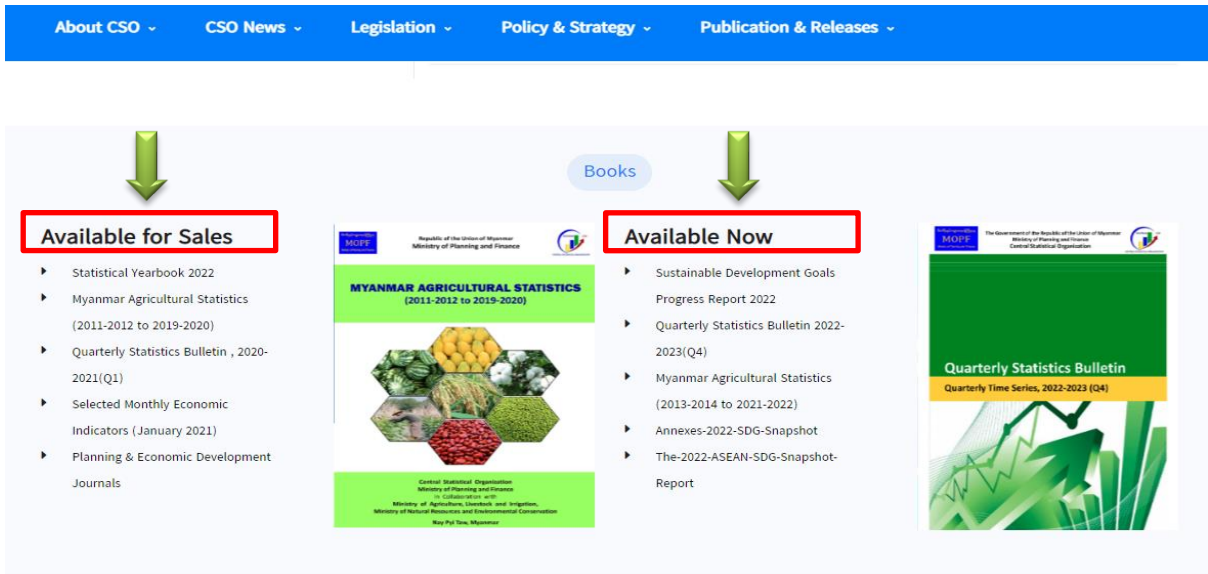 About CSO
CSO News
Legislation
Policy & Strategy
Publication & Releases
Books
Available for Sales
Statistical Yearbook 2022
Myanmar Agricultural Statistics
(2011-2012 to 2019-2020)
Quarterly Statistics Bulletin , 2020-
2021(Q1)
Selected Monthly Economic
Indicators (January 2021)
Planning & Economic Development
Journals
MOPF
Republic of the Union of Myanmar
Ministry of Planning and Finance
MYANMAR AGRICULTURAL STATISTICS
(2011-2012 to 2019-2020)
Central Statistical Organization
Ministry of Planning and Finance
in Collaboration with
Ministry of Agriculture, Livestock and Irrigation,
Ministry of Natural Resources and Environmental Conservation
Nay Pyi Taw, Myanmar
Available Now
Sustainable Development Goals
Progress Report 2022
Quarterly Statistics Bulletin 2022-
2023(Q4)
Myanmar Agricultural Statistics
(2013-2014 to 2021-2022)
Annexes-2022-SDG-Snapshot
The-2022-ASEAN-SDG-Snapshot-
Report
MOPF
The Government of the Republic of the Union of Myanmar
Ministry of Planning and Finance
Central Statistical Organization
Quarterly Statistics Bulletin
Quarterly Time Series, 2022-2023 (Q4)